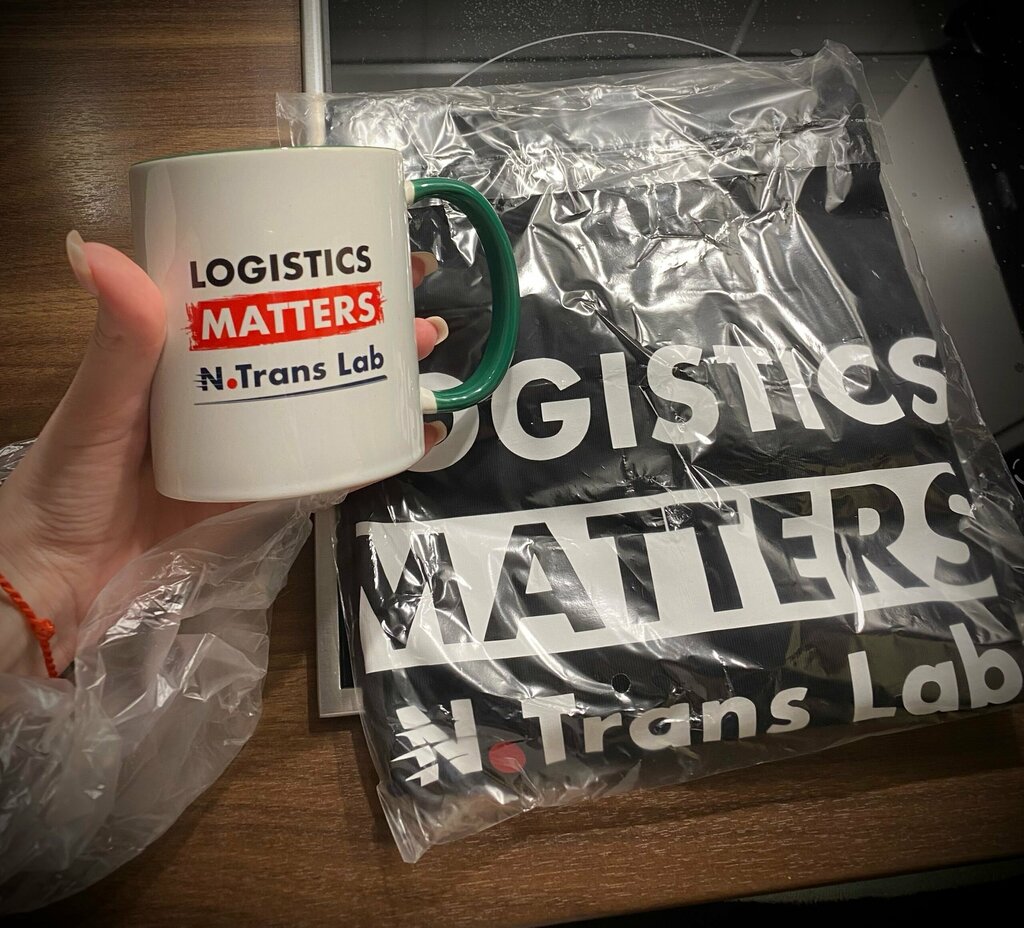 LOGISTICS
MATTERS
N.Trans Lab
OGISTICS
MATTERS
N.Trans Lab